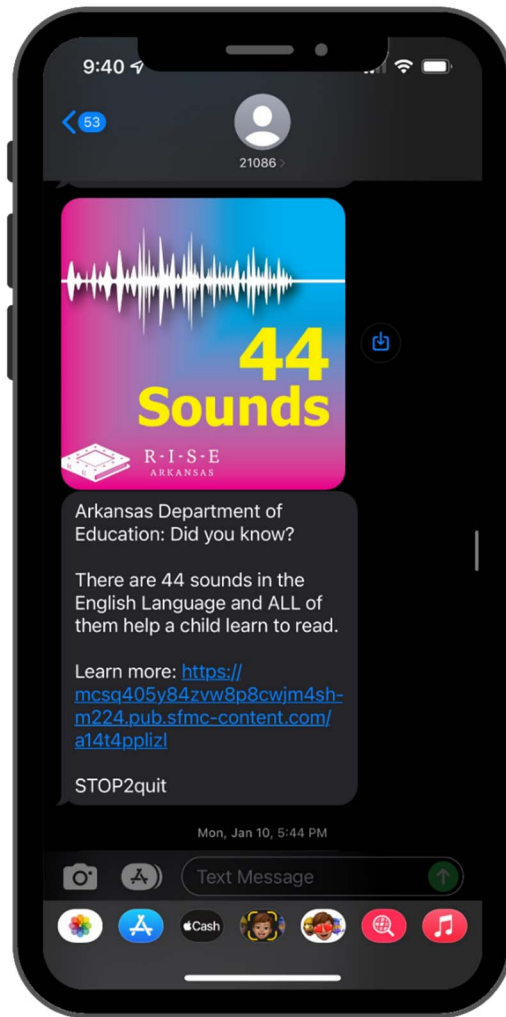 9:40
53
21086
44
Sounds
R-I-S-E
ARKANSAS
Arkansas Department of
Education: Did you know?
There are 44 sounds in the
English Language and ALL of
them help a child learn to read.
Learn more: https://
mcsq405y84zvw8p8cwjm4sh-
m224.pub.sfmc-content.com/
a14t4pplizl
STOP2quit
Mon, Jan 10, 5:44 PM
Text Message
Cash